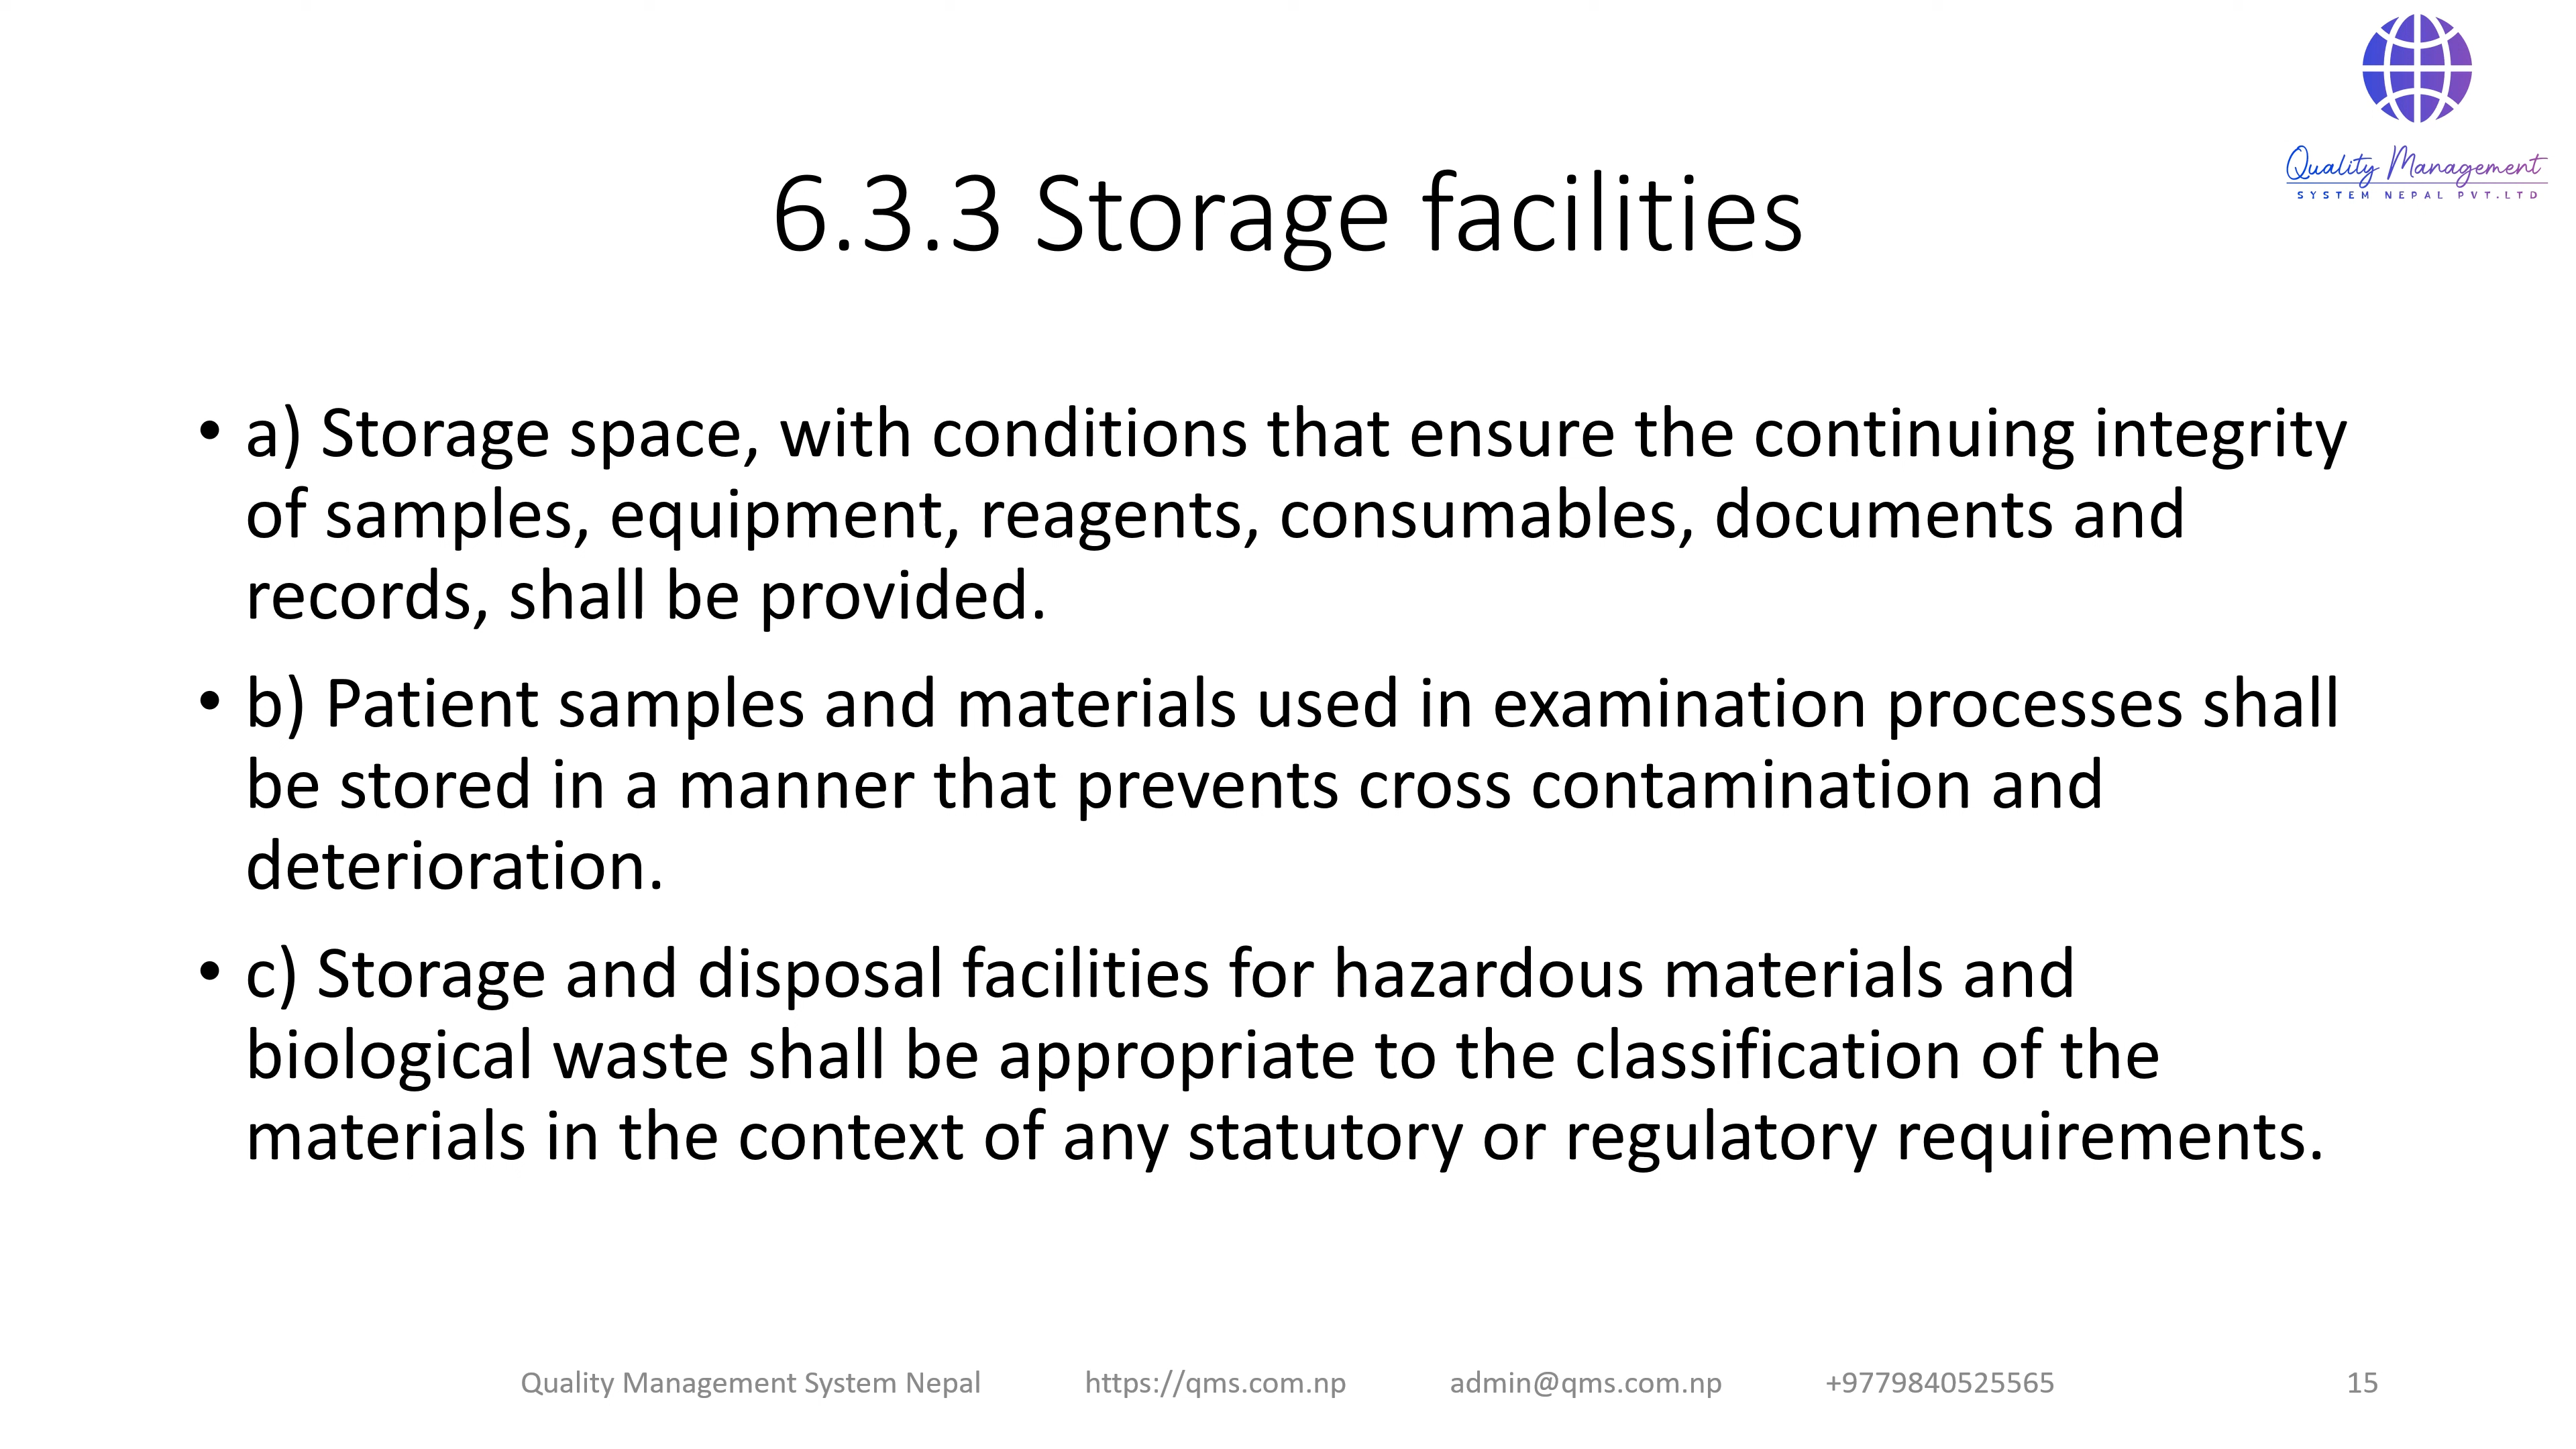 Quality Management
SYSTEM NEPAL PVT.LTD
6.3.3 Storage facilities
• a) Storage space, with conditions that ensure the continuing integrity
of samples, equipment, reagents, consumables, documents and
records, shall be provided.
• b) Patient samples and materials used in examination processes shall
be stored in a manner that prevents cross contamination and
deterioration.
• c) Storage and disposal facilities for hazardous materials and
biological waste shall be appropriate to the classification of the
materials in the context of any statutory or regulatory requirements.
Quality Management System Nepal https://qms.com.np admin@qms.com.np +9779840525565 15